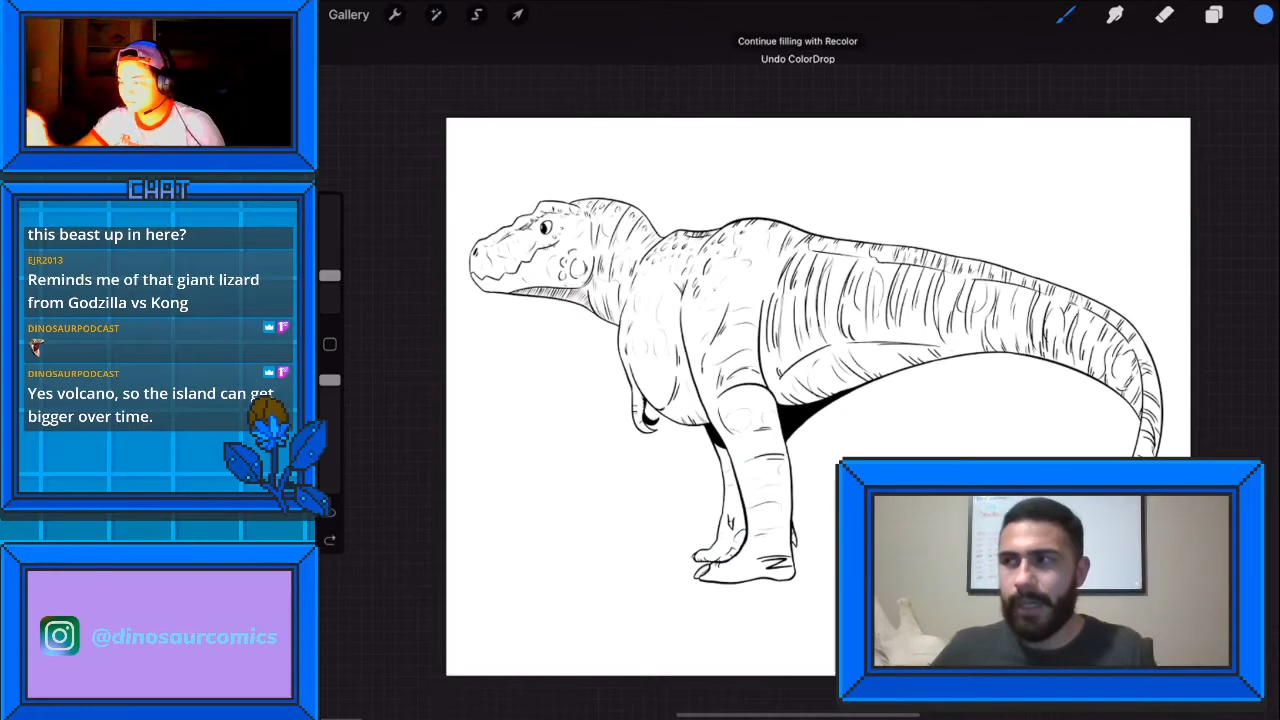 Gallery
Continue filling with Recolor
Undo ColorDrop
CHAT
this beast up in here?
EJR2013
Reminds me of that giant lizard
from Godzilla vs Kong
DINOSAURPODCAST
DINOSAURPODCAST
Yes volcano, so the island can get
bigger over time.
@dinosaurcomics